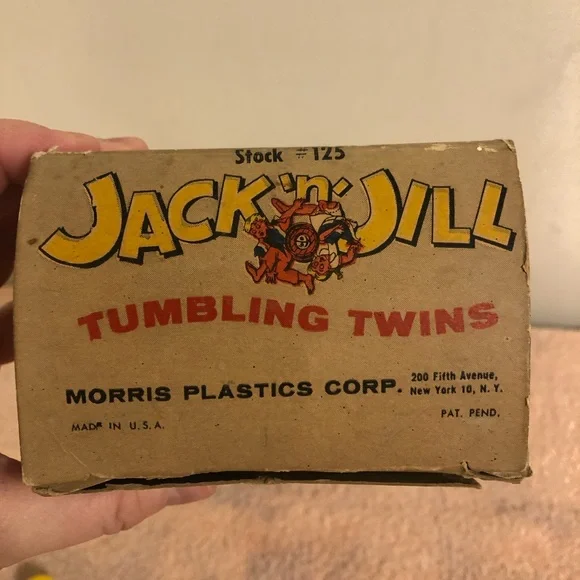 Stock #125
JACK 'n' JILL
TUMBLING TWINS
MORRIS PLASTICS CORP.
200 Fifth Avenue,
New York 10, N. Y.
MADE IN U. S. A.
PAT. PEND.